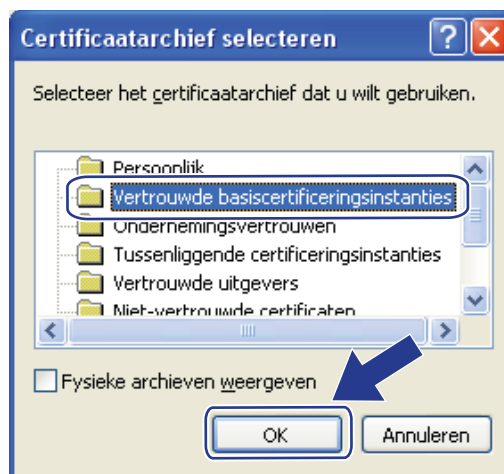 Certificaatarchief selecteren
Selecteer het certificaatarchief dat u wilt gebruiken.
Persoonlijk
Vertrouwde basiscertificeringsinstanties
Ondernemingsvertrouwen
Tussenliggende certificeringsinstanties
Vertrouwde uitgevers
Niet-vertrouwde certificaten
Fysieke archieven weergeven
OK
Annuleren